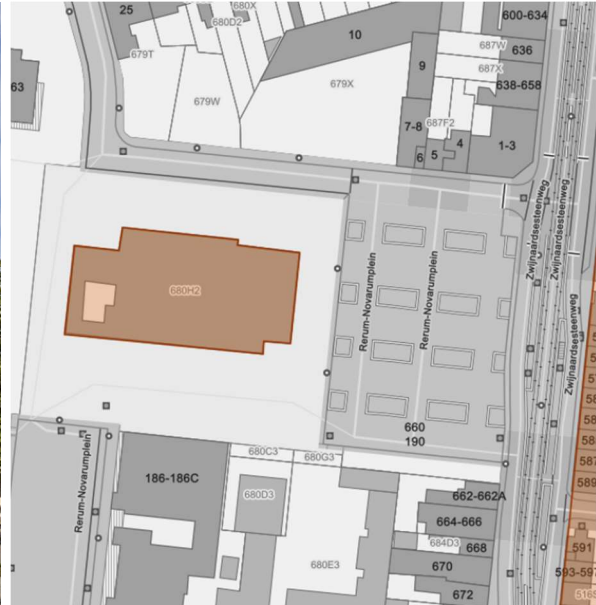 25
680X
680D2
600-634
679T
10
687W
636
9
687X
63
679X
638-658
679W
7-8
687F2
4
1-3
6
5
Zwijnaardsesteenweg
Zwijnaardsesteenweg
Rerum-Novarumplein
Rerum-Novarumplein
680H2
Zwijnaardsesteenweg
660
190
Rerum-Novarumplein
680C3
680G3
587
186-186C
589
680D3
662-662A
664-666
684D3
668
591
680E3
670
593-597
672